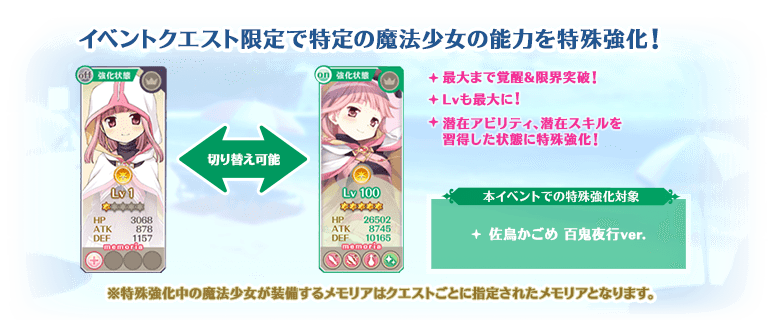 イベントクエスト限定で特定の魔法少女の能力を特殊強化！
off 強化状態
Lv 1
HP 3068
ATK 878
DEF 1157
memoria
切り替え可能
on 強化状態
Lv 100
HP 26502
ATK 8745
DEF 10165
memoria
最大まで覚醒&限界突破！
Lvも最大に！
潜在アビリティ、潜在スキルを
習得した状態に特殊強化！
本イベントでの特殊強化対象
佐鳥かごめ 百鬼夜行ver.
※特殊強化中の魔法少女が装備するメモリアはクエストごとに指定されたメモリアとなります。